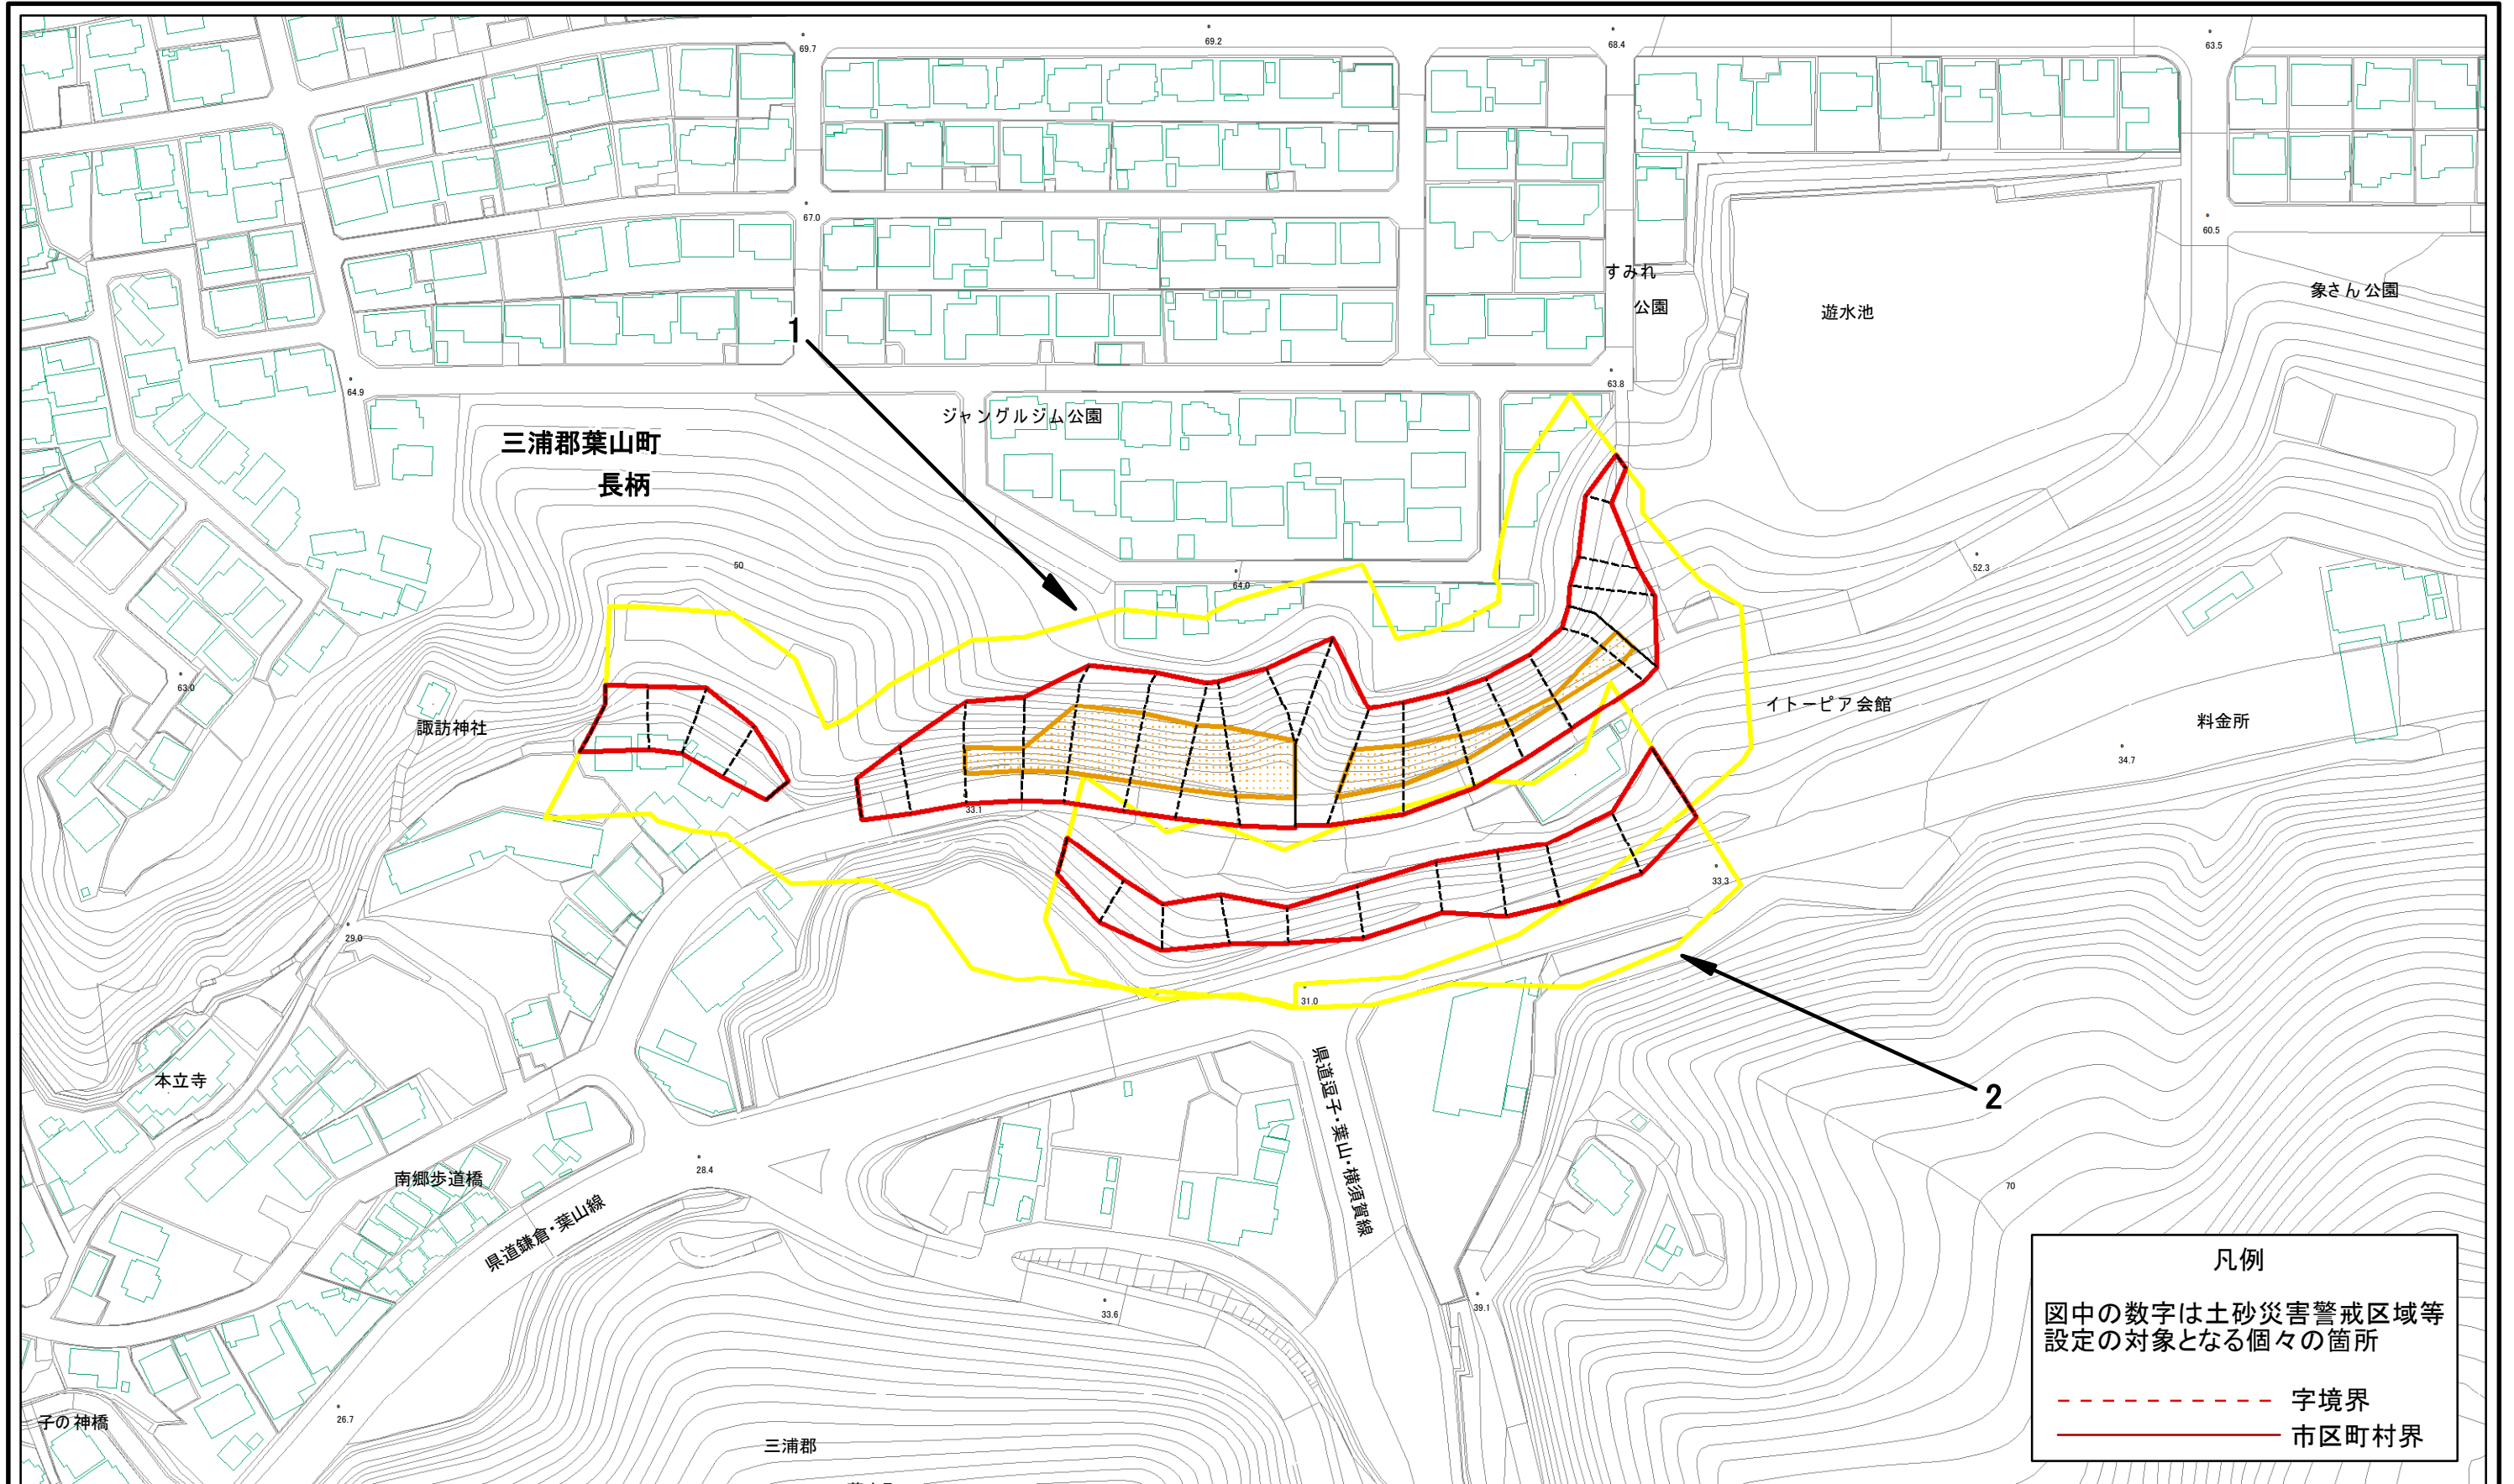 69.7
69.2
68.4
63.5
67.0
60.5
すみれ
公園
遊水池
象さん公園
1
64.9
63.8
ジャングルジム公園
三浦郡葉山町
長柄
50
64.0
52.3
63.0
諏訪神社
イトーピア会館
料金所
34.7
33.1
33.3
29.0
31.0
本立寺
県道逗子・葉山・横須賀線
2
28.4
南郷歩道橋
県道鎌倉・葉山線
70
33.6
39.1
26.7
子の神橋
三浦郡
凡例
図中の数字は土砂災害警戒区域等
設定の対象となる個々の箇所
字境界
市区町村界